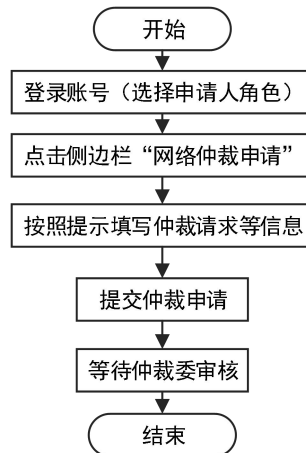 开始
登录账号（选择申请人角色）
点击侧边栏“网络仲裁申请”
按照提示填写仲裁请求等信息
提交仲裁申请
等待仲裁委审核
结束